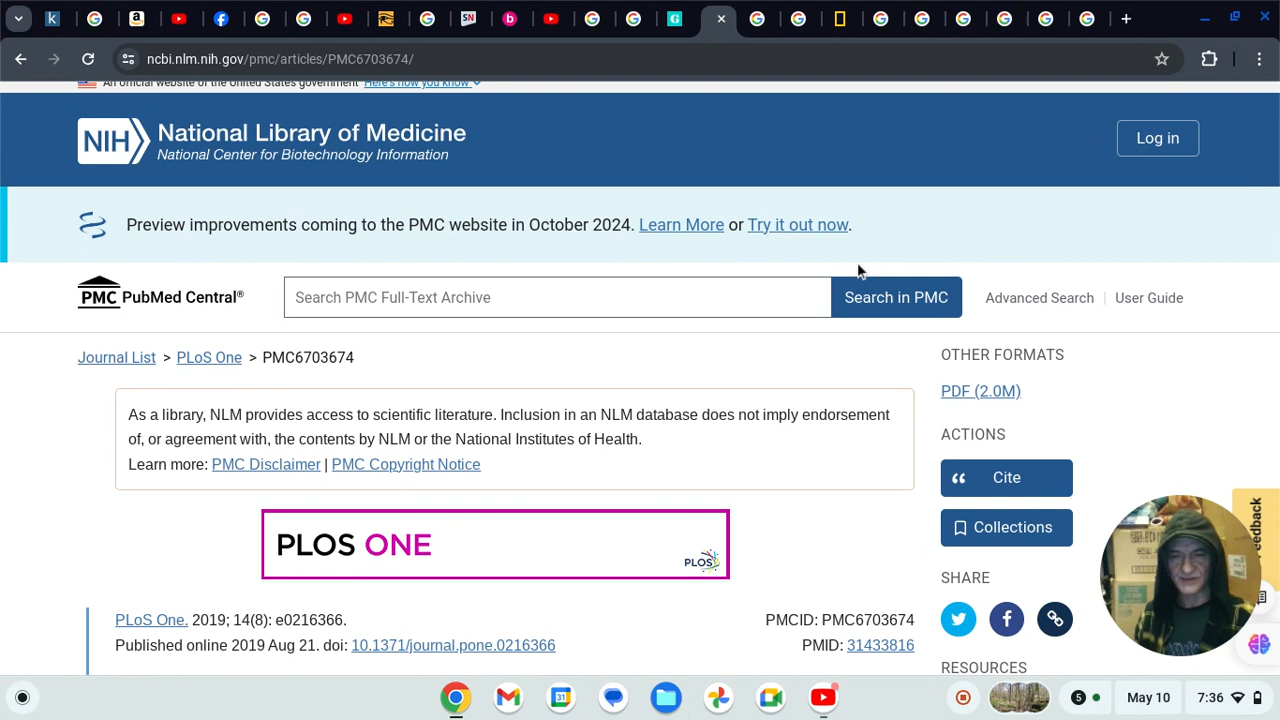 ncbi.nlm.nih.gov/pmc/articles/PMC6703674/
An official website of the United States government Here's how you know
NIH National Library of Medicine
National Center for Biotechnology Information
Log in
Preview improvements coming to the PMC website in October 2024. Learn More or Try it out now.
PMC PubMed Central®
Search PMC Full-Text Archive
Search in PMC
Advanced Search | User Guide
Journal List > PLoS One > PMC6703674
OTHER FORMATS
PDF (2.0M)
As a library, NLM provides access to scientific literature. Inclusion in an NLM database does not imply endorsement
of, or agreement with, the contents by NLM or the National Institutes of Health.
Learn more: PMC Disclaimer | PMC Copyright Notice
ACTIONS
Cite
Collections
PLOS ONE
PLOS
SHARE
feedback
PLoS One. 2019; 14(8): e0216366.
PMCID: PMC6703674
Published online 2019 Aug 21. doi: 10.1371/journal.pone.0216366
PMID: 31433816
RESOURCES
5
May 10
7:36